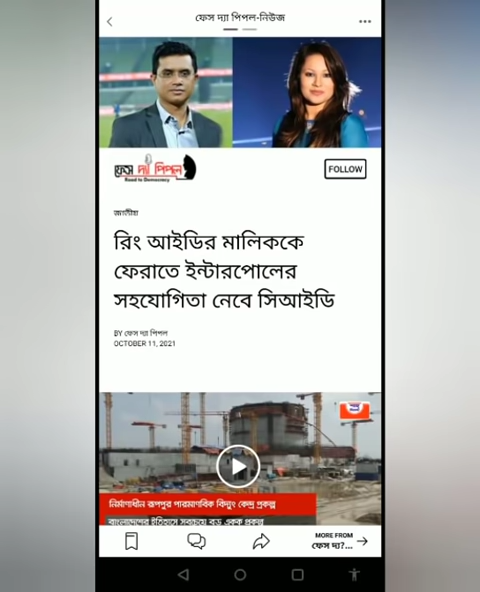 ফেস দ্যা পিপল-নিউজ
ফেস দ্যা পিপল
Road to Democracy
FOLLOW
জাতীয়
রিং আইডির মালিককে
ফেরাতে ইন্টারপোলের
সহযোগিতা নেবে সিআইডি
BY ফেস দ্যা পিপল
OCTOBER 11, 2021
নির্মাণাধীন রূপপুর পারমাণবিক বিদ্যুৎ কেন্দ্র প্রকল্প
বাংলাদেশের ইতিহাসে সবচেয়ে বড় একক প্রকল্প
MORE FROM
ফেস দ্য?...